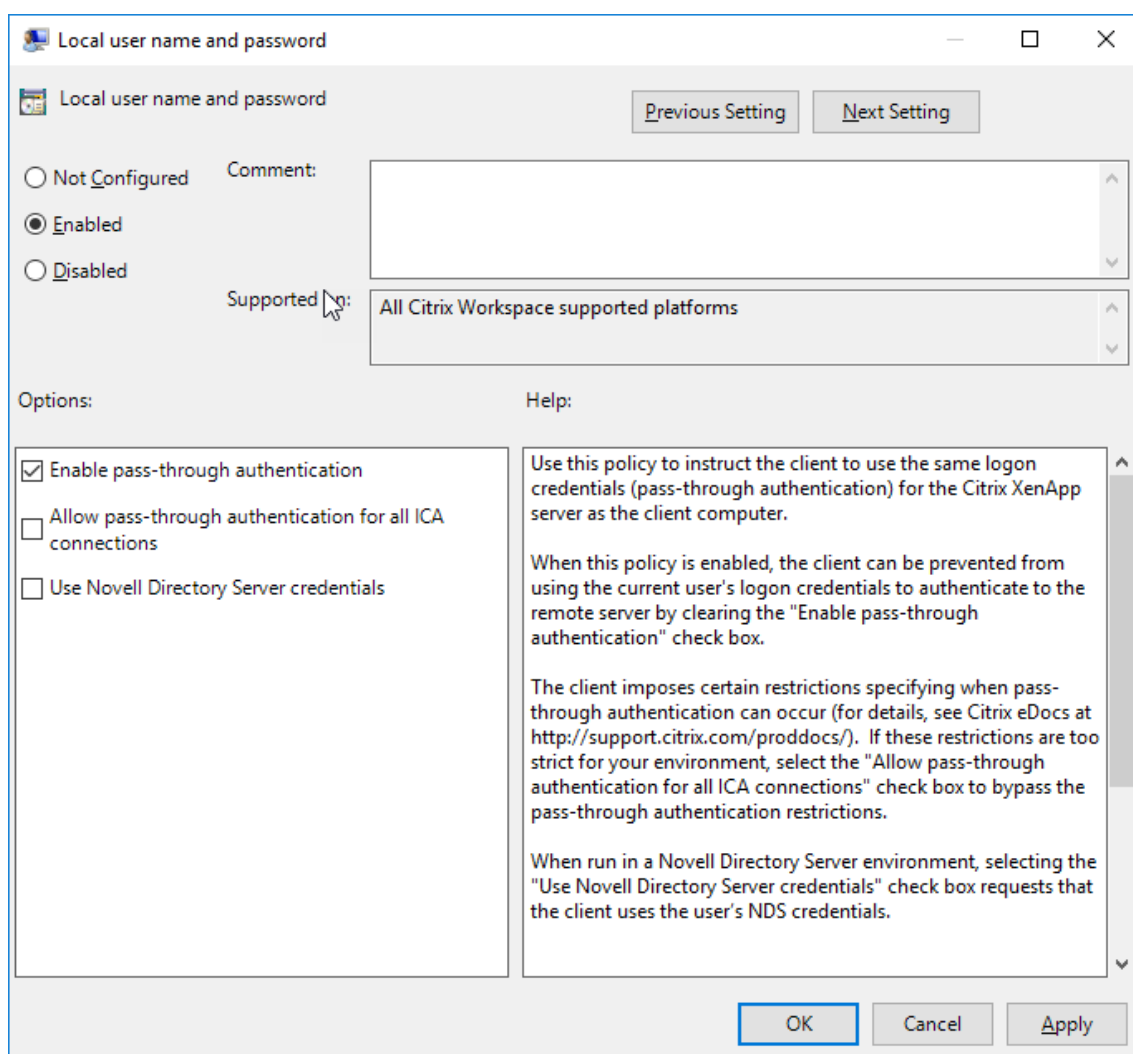 Local user name and password
Local user name and password
Previous Setting
Next Setting
Not Configured
Enabled
Disabled
Comment:
Supported
All Citrix Workspace supported platforms
Options:
Help:
Enable pass-through authentication
Allow pass-through authentication for all ICA
connections
Use Novell Directory Server credentials
Use this policy to instruct the client to use the same logon
credentials (pass-through authentication) for the Citrix XenApp
server as the client computer.
When this policy is enabled, the client can be prevented from
using the current user's logon credentials to authenticate to the
remote server by clearing the "Enable pass-through
authentication" check box.
The client imposes certain restrictions specifying when pass-
through authentication can occur (for details, see Citrix eDocs at
http://support.citrix.com/proddocs/).  If these restrictions are too
strict for your environment, select the "Allow pass-through
authentication for all ICA connections" check box to bypass the
pass-through authentication restrictions.
When run in a Novell Directory Server environment, selecting the
"Use Novell Directory Server credentials" check box requests that
the client uses the user's NDS credentials.
OK
Cancel
Apply